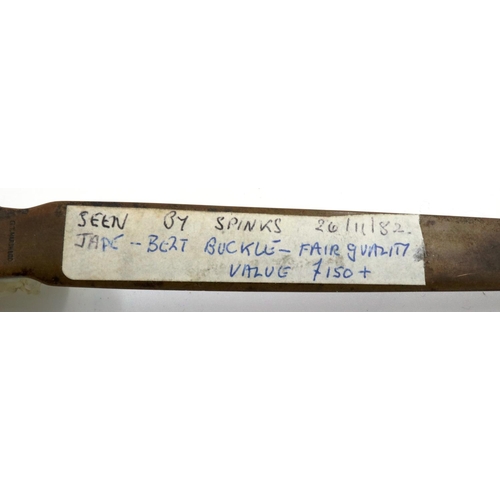 SEEN BY SPINKS 26/11/82.
JADE - BELT BUCKLE - FAIR QUALITY
VALUE £150 +